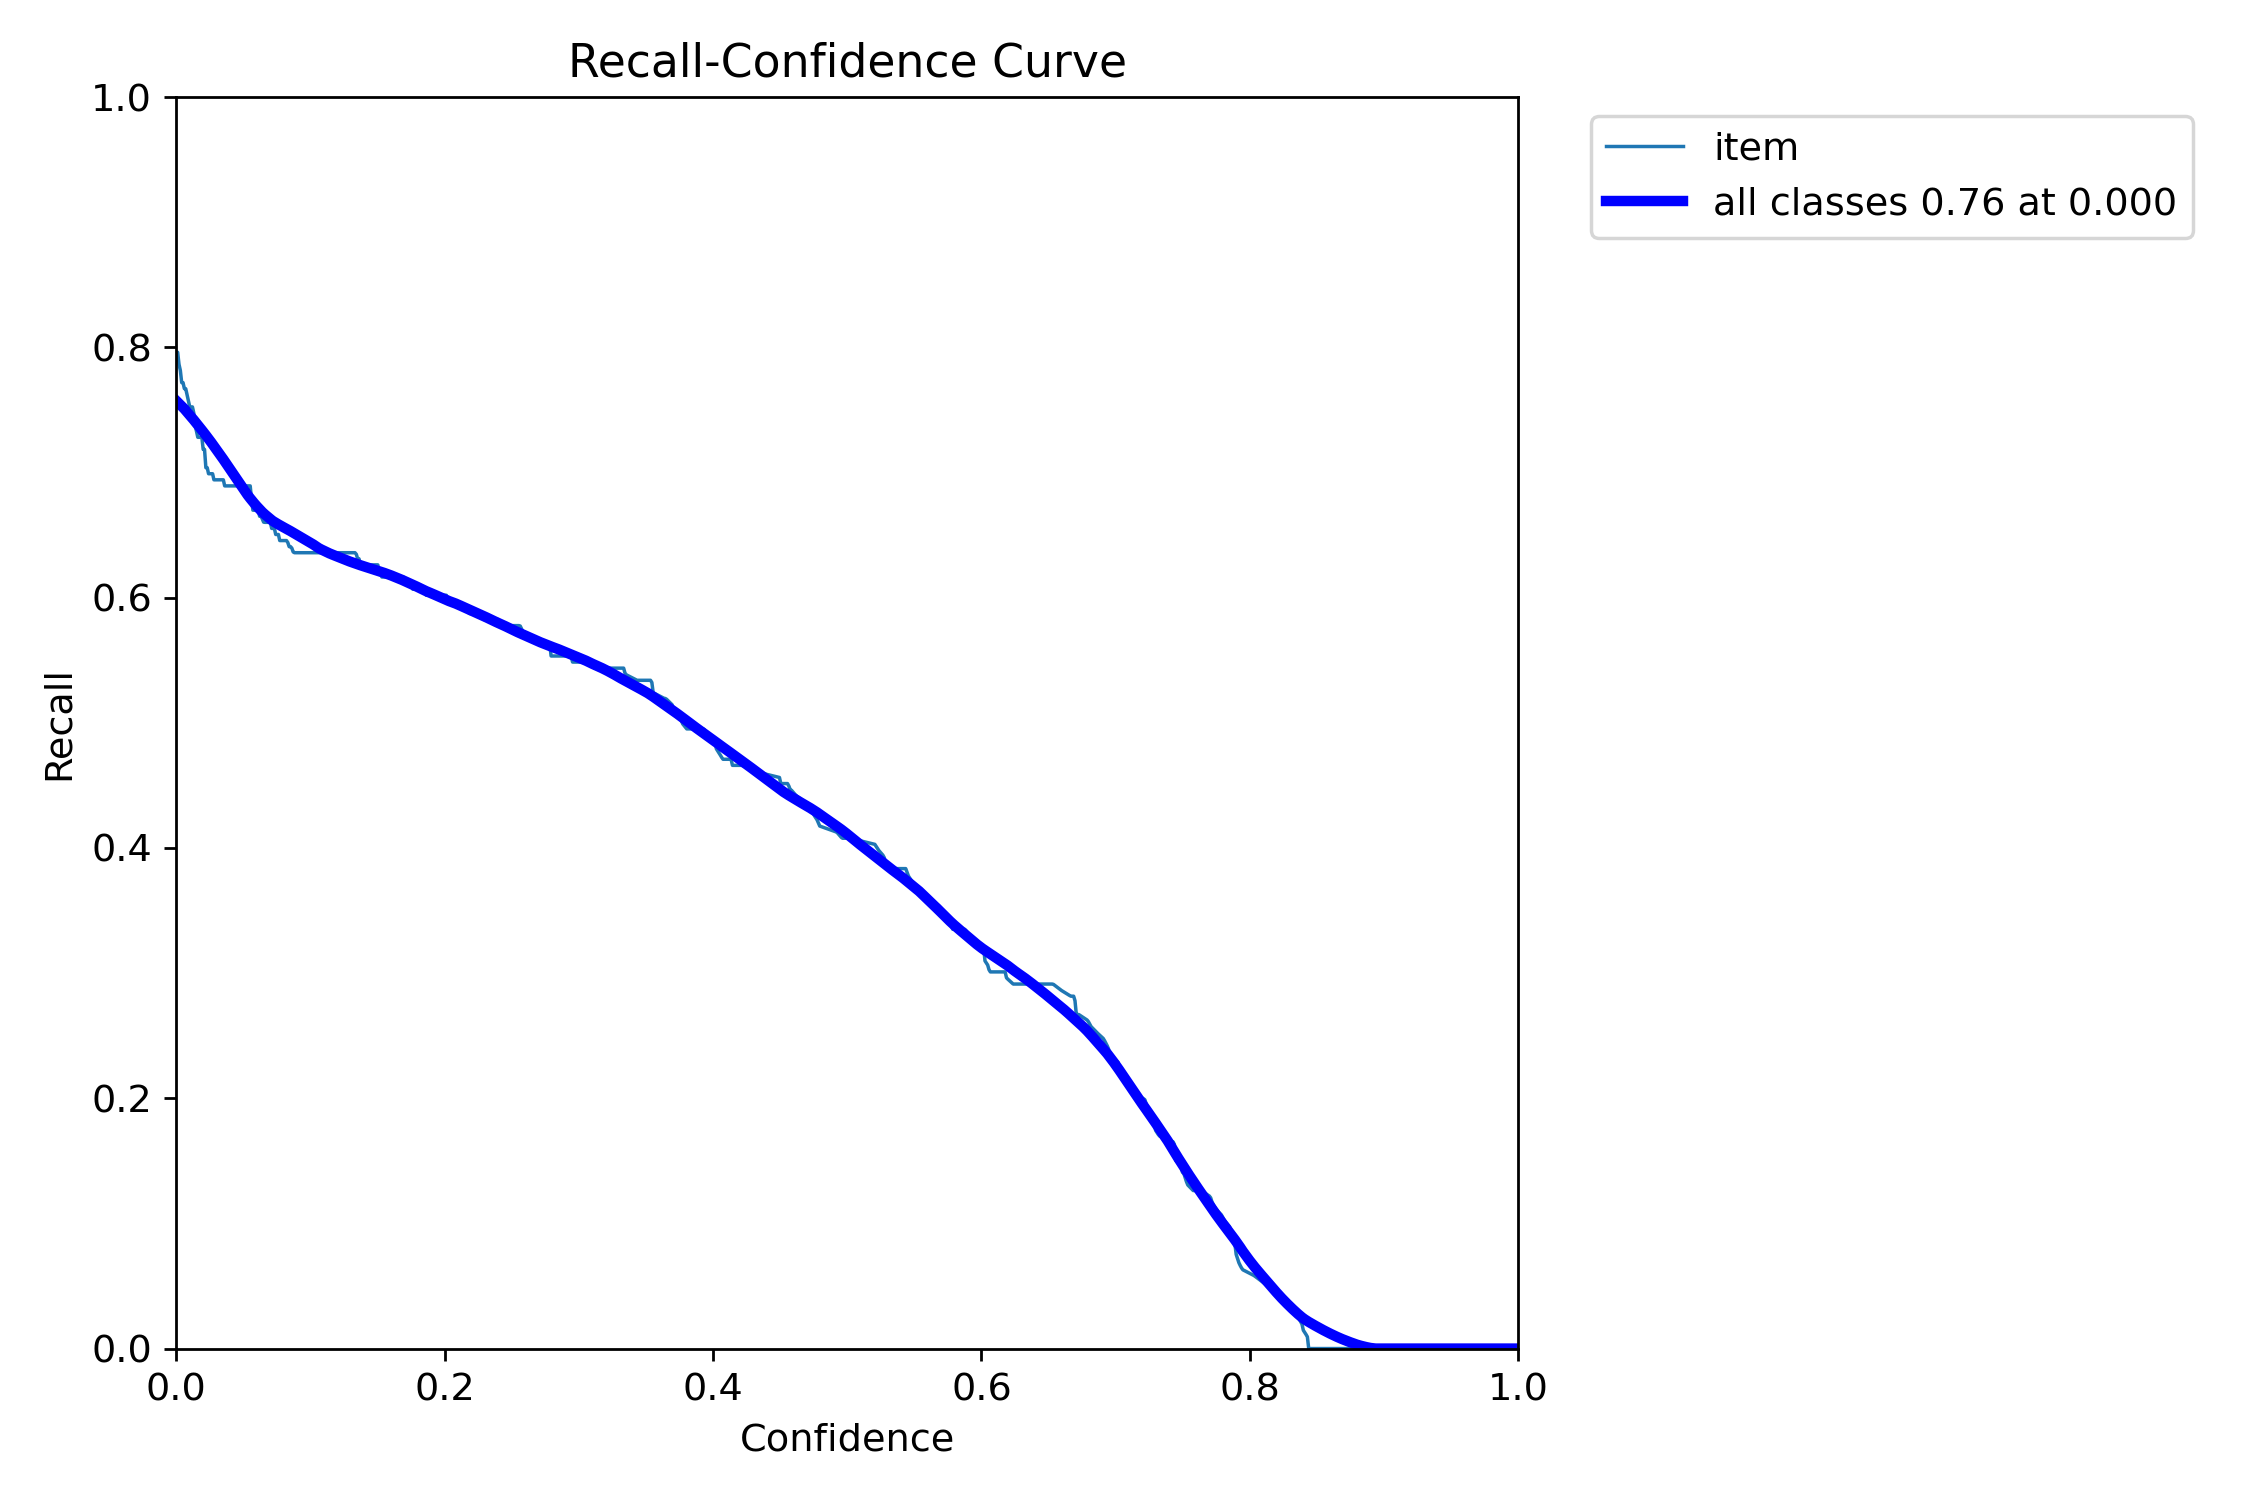 Recall-Confidence Curve
1.0
0.8
0.6
0.4
0.2
0.0
Recall
0.0 0.2 0.4 0.6 0.8 1.0
Confidence
item
all classes 0.76 at 0.000